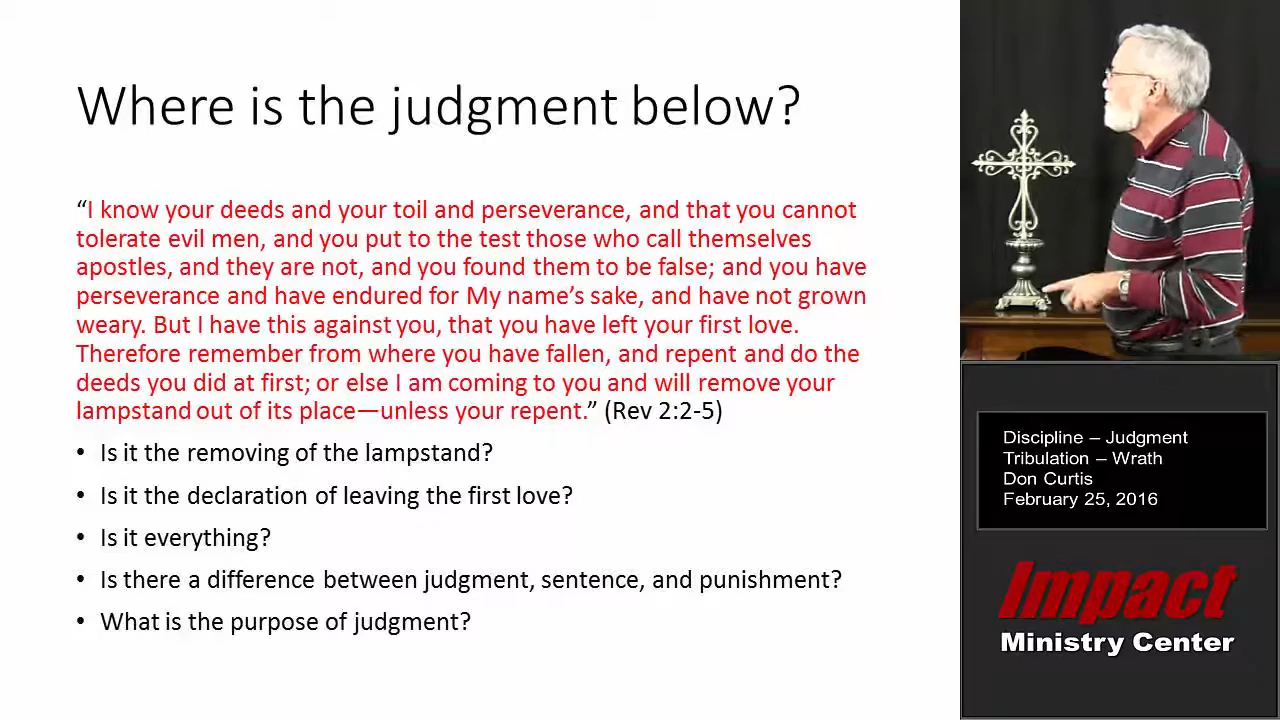 Where is the judgment below?
“I know your deeds and your toil and perseverance, and that you cannot
tolerate evil men, and you put to the test those who call themselves
apostles, and they are not, and you found them to be false; and you have
perseverance and have endured for My name’s sake, and have not grown
weary. But I have this against you, that you have left your first love.
Therefore remember from where you have fallen, and repent and do the
deeds you did at first; or else I am coming to you and will remove your
lampstand out of its place—unless your repent.” (Rev 2:2-5)
• Is it the removing of the lampstand?
• Is it the declaration of leaving the first love?
• Is it everything?
• Is there a difference between judgment, sentence, and punishment?
• What is the purpose of judgment?
Discipline – Judgment
Tribulation – Wrath
Don Curtis
February 25, 2016
Impact
Ministry Center